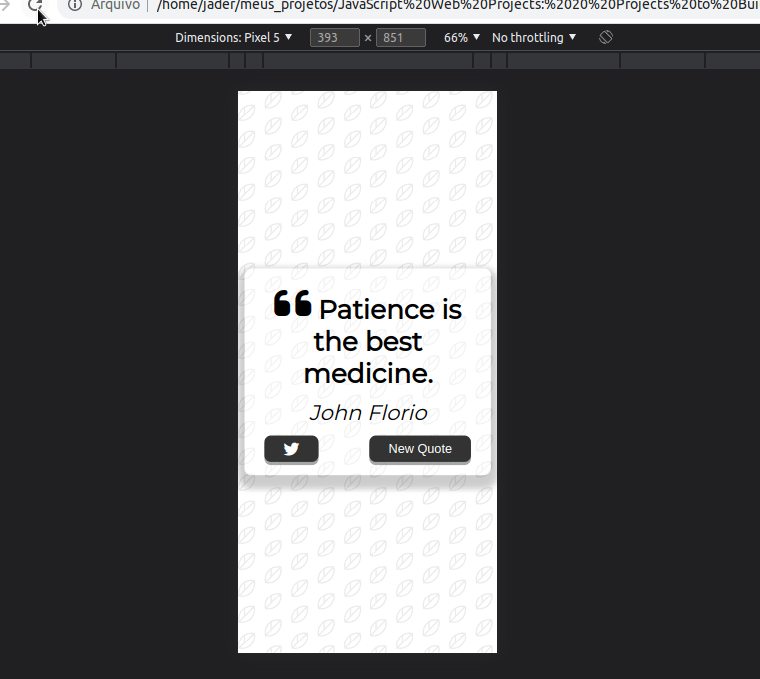 Arquivo | /home/jader/meus_projetos/JavaScript%20Web%20Projects:%2020%20Projects%20to%20Bui
Dimensions: Pixel 5 ▼ 393 × 851 66% ▼ No throttling ▼
❝ Patience is
the best
medicine.
John Florio
New Quote